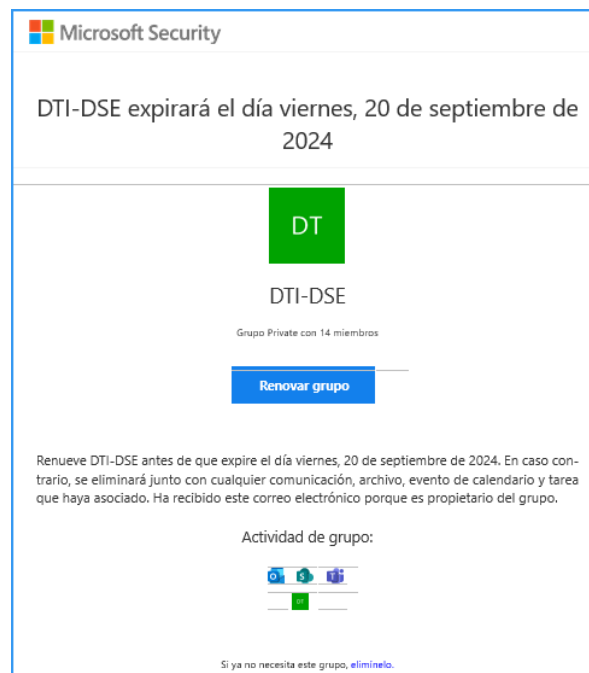 Microsoft Security
DTI-DSE expirará el día viernes, 20 de septiembre de
2024
DT
DTI-DSE
Grupo Private con 14 miembros
Renovar grupo
Renueve DTI-DSE antes de que expire el día viernes, 20 de septiembre de 2024. En caso con-
trario, se eliminará junto con cualquier comunicación, archivo, evento de calendario y tarea
que haya asociado. Ha recibido este correo electrónico porque es propietario del grupo.
Actividad de grupo:
DT
Si ya no necesita este grupo, elimínelo.